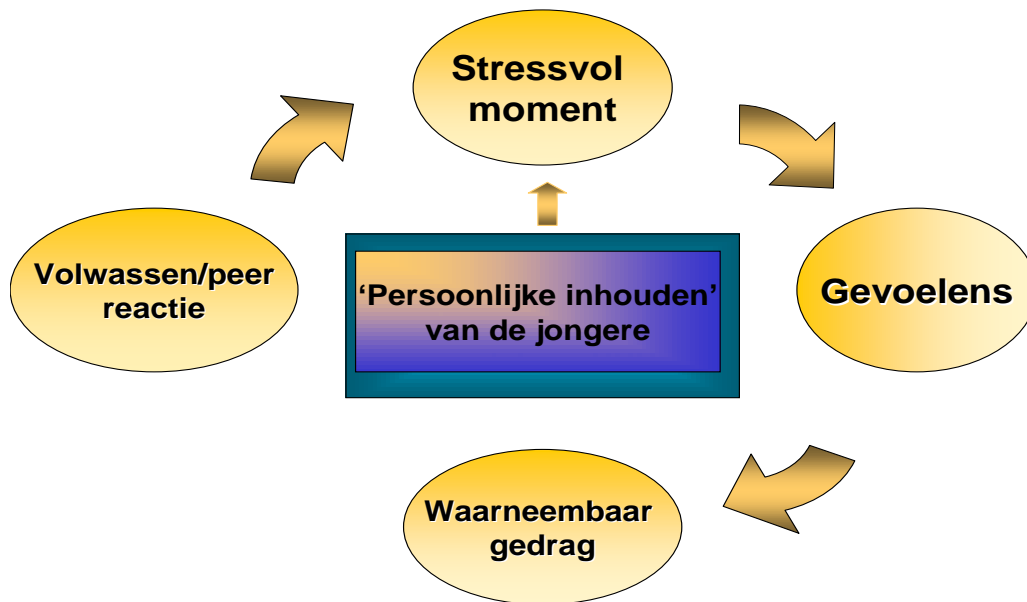 Stressvol
moment
Volwassen/peer
reactie
‘Persoonlijke inhouden’
van de jongere
Gevoelens
Waarneembaar
gedrag